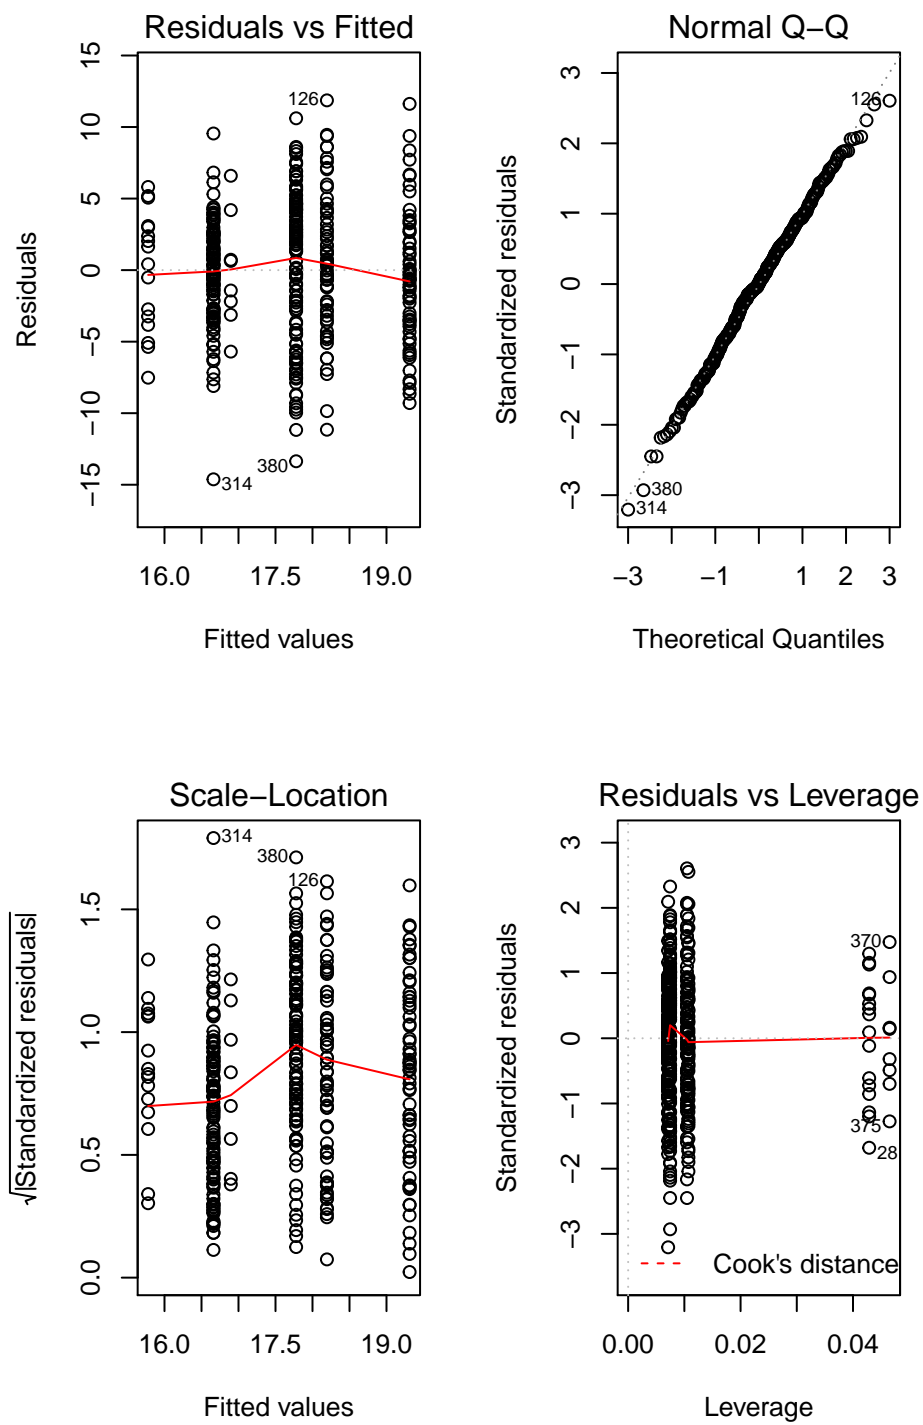 Residuals vs Fitted
Residuals
15
10
5
0
−5
−10
−15
126
380
314
16.0 17.5 19.0
Fitted values
Normal Q−Q
Standardized residuals
3
2
1
0
−1
−2
−3
126
380
314
−3 −1 1 2 3
Theoretical Quantiles
Scale−Location
√|Standardized residuals|
1.5
1.0
0.5
0.0
314
380
126
16.0 17.5 19.0
Fitted values
Residuals vs Leverage
Standardized residuals
3
2
1
0
−1
−2
−3
370
375
28
Cook's distance
0.00 0.02 0.04
Leverage